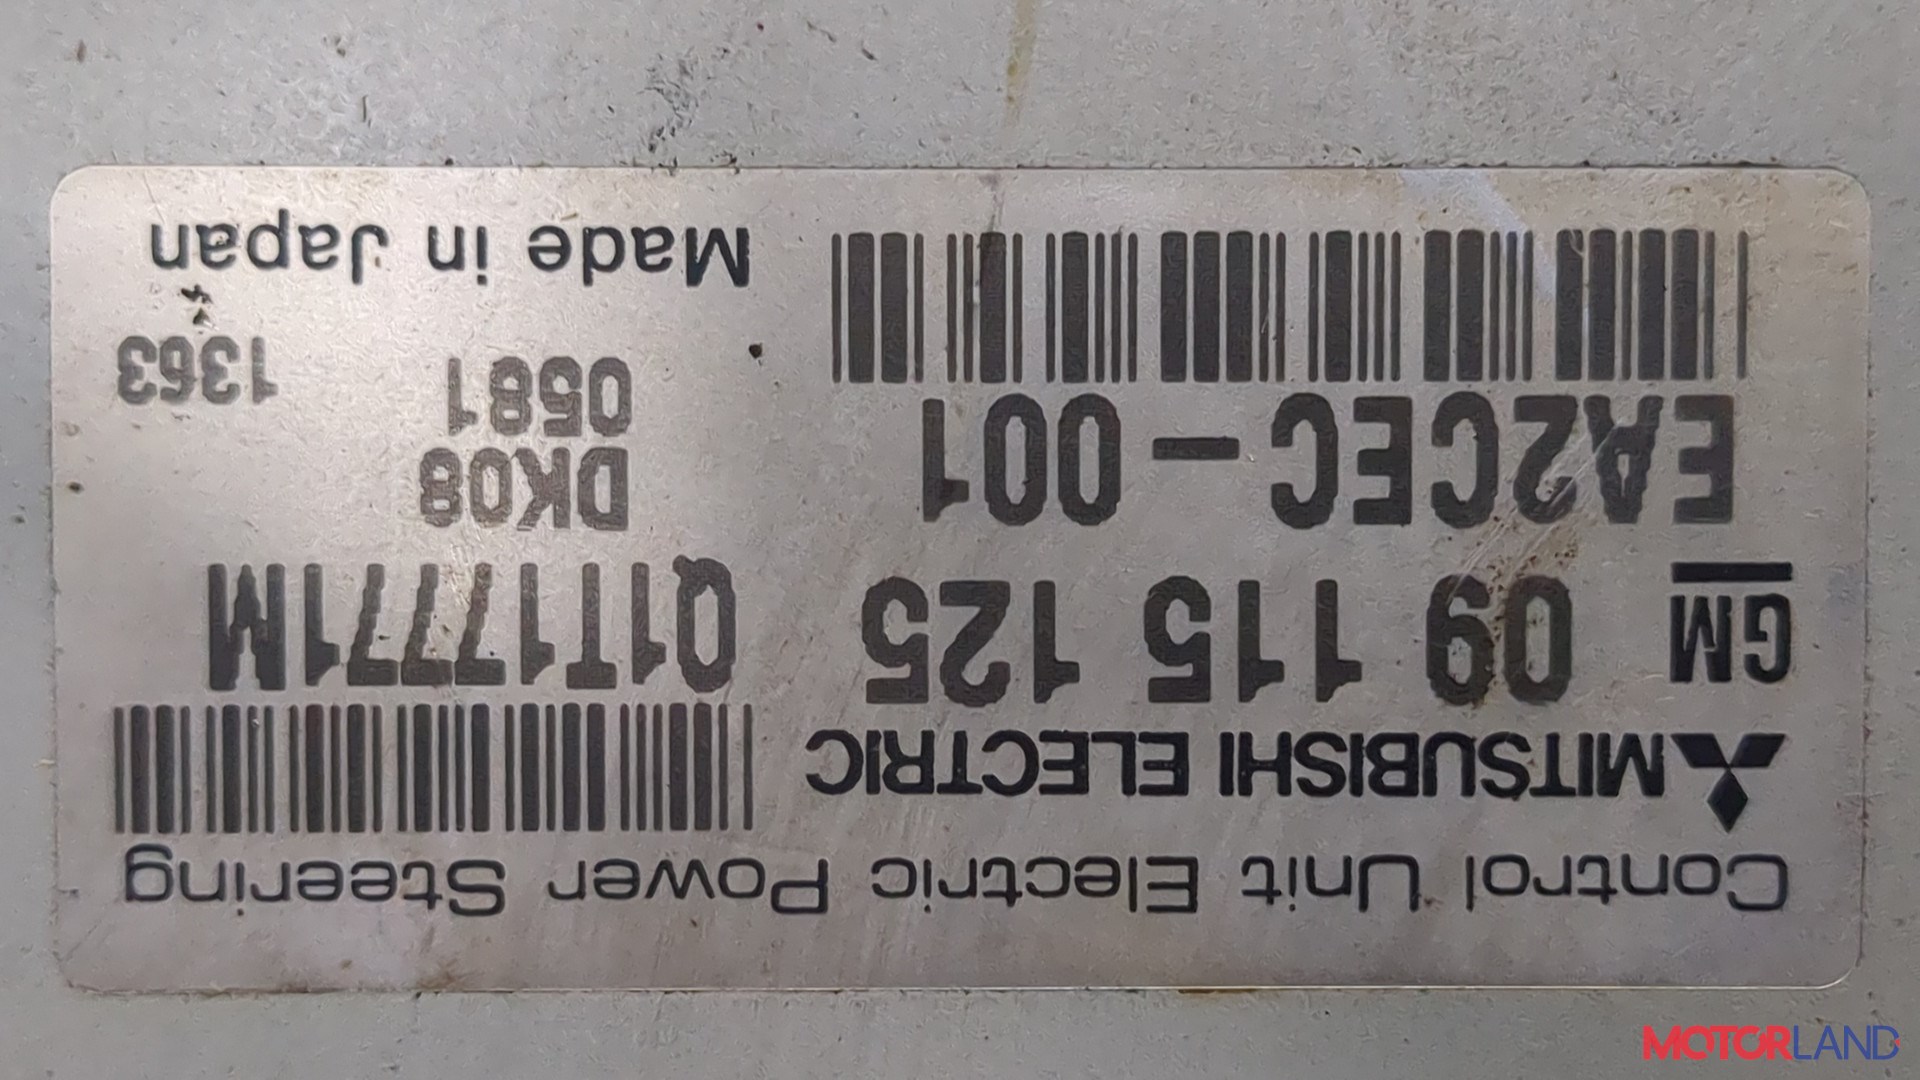 Control Unit Electric Power Steering
MITSUBISHI ELECTRIC
GM 09 115 125
Q1T17771M
EA2CEC-001
DK08
0581
1363
Made in Japan
MOTORLAND